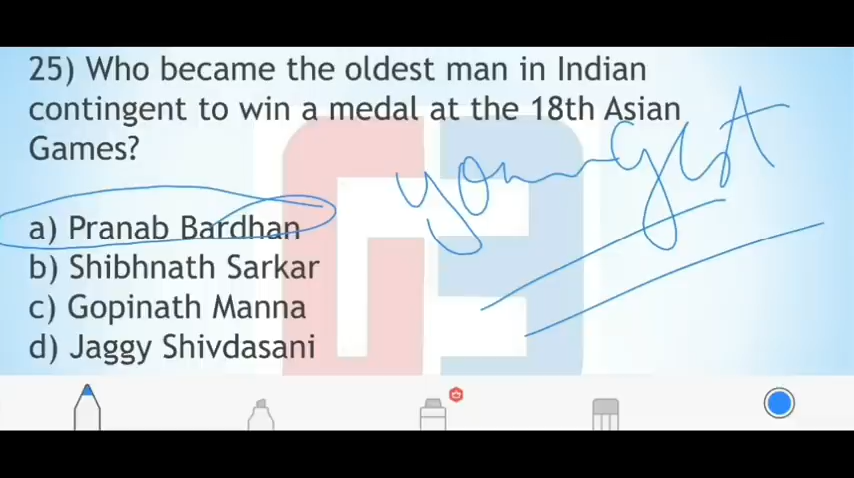 25) Who became the oldest man in Indian
contingent to win a medal at the 18th Asian
Games?
youngest
a) Pranab Bardhan
b) Shibhnath Sarkar
c) Gopinath Manna
d) Jaggy Shivdasani